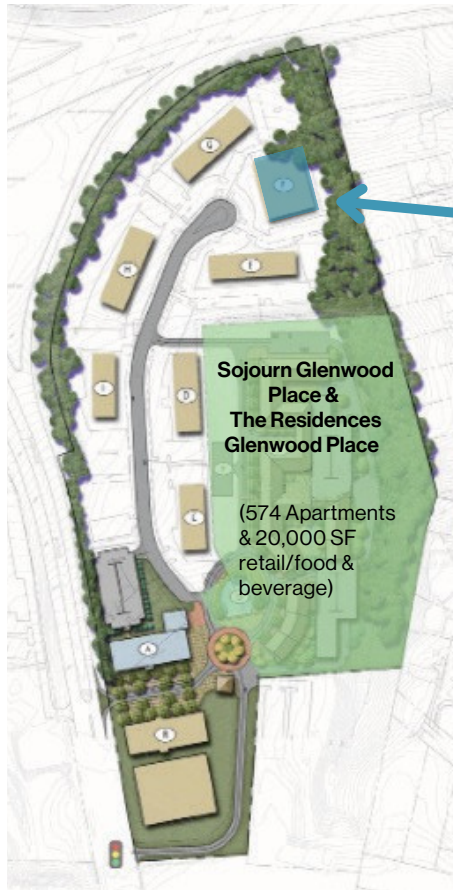 G
F
H
E
Sojourn Glenwood
Place &
The Residences
Glenwood Place
I
D
(574 Apartments
& 20,000 SF
retail/food &
beverage)
A
B